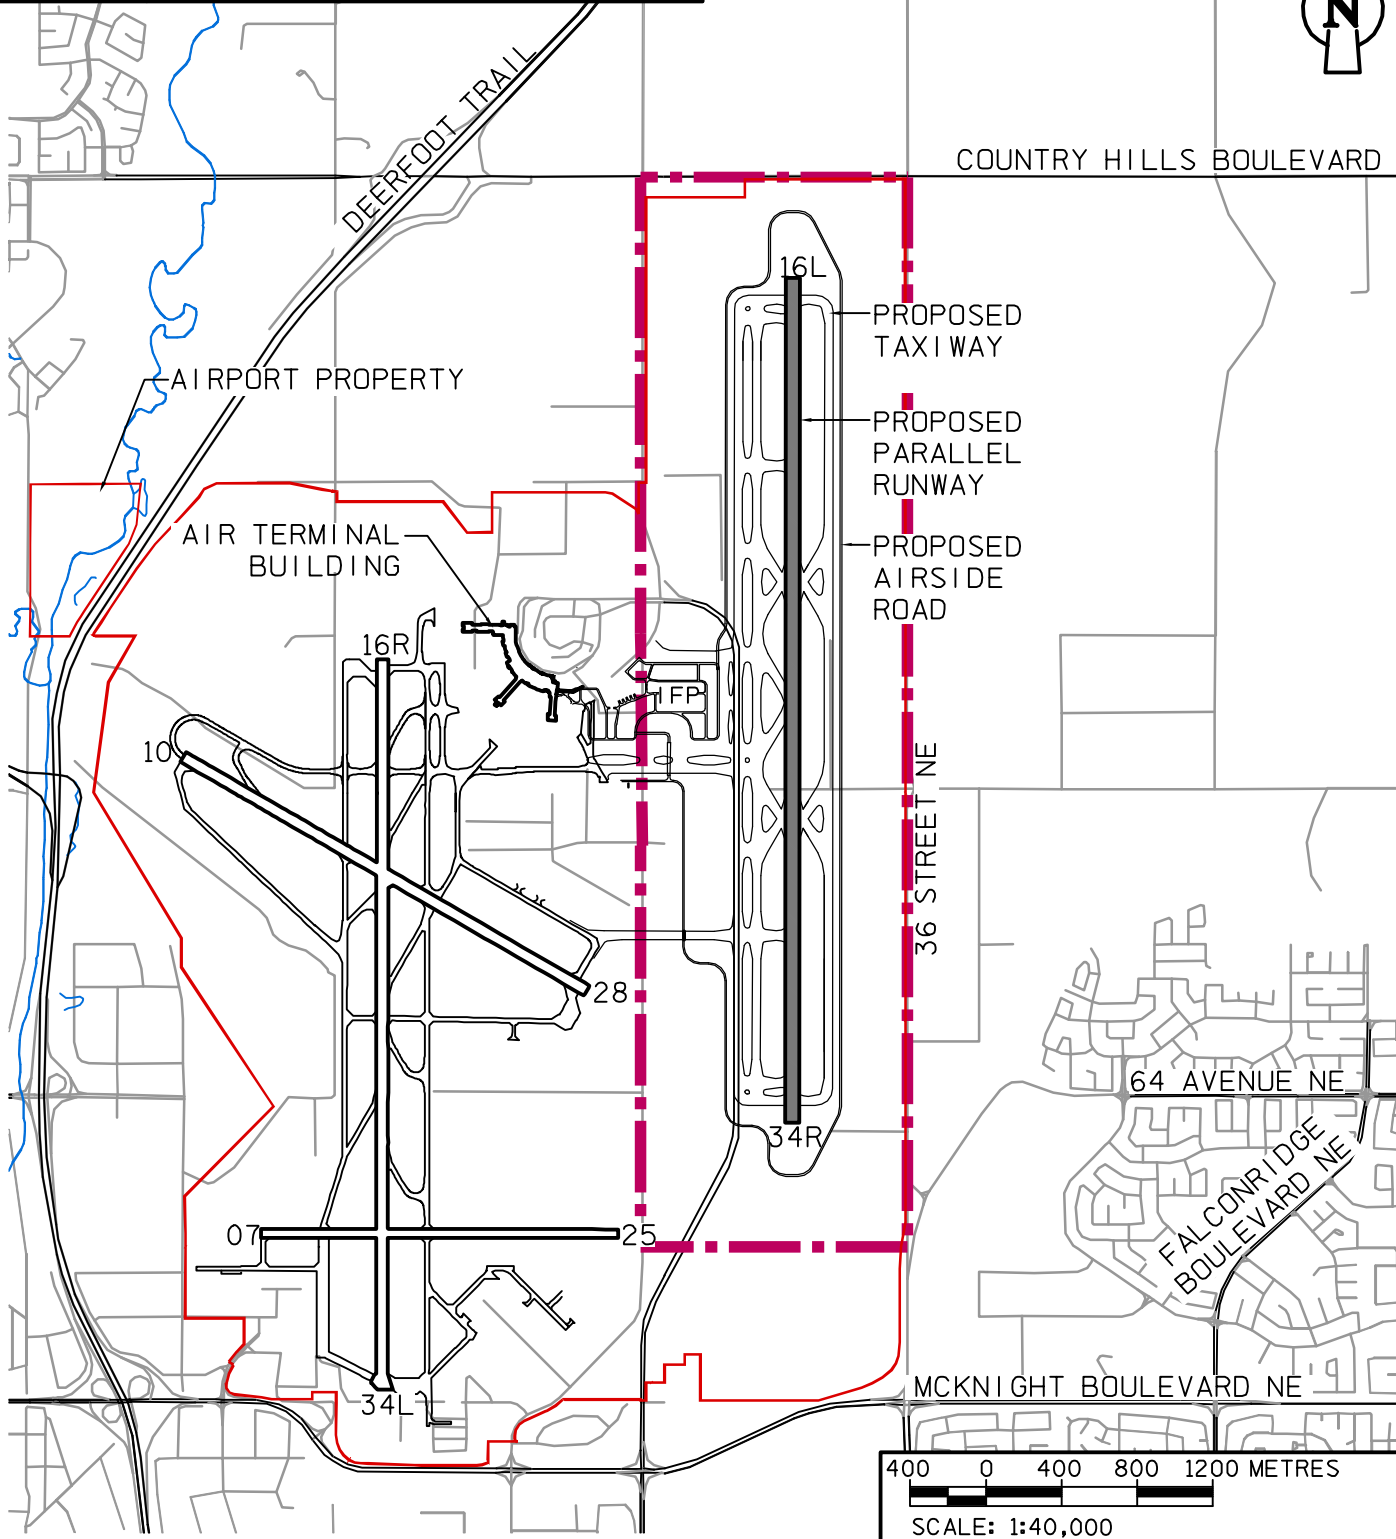 N
DEERFOOT TRAIL
COUNTRY HILLS BOULEVARD
16L
PROPOSED
TAXIWAY
AIRPORT PROPERTY
PROPOSED
PARALLEL
RUNWAY
AIR TERMINAL
BUILDING
PROPOSED
AIRSIDE
ROAD
16R
IFP
10
36 STREET NE
28
64 AVENUE NE
34R
FALCONRIDGE
BOULEVARD NE
07
25
34L
MCKNIGHT BOULEVARD NE
400 0 400 800 1200 METRES
SCALE: 1:40,000